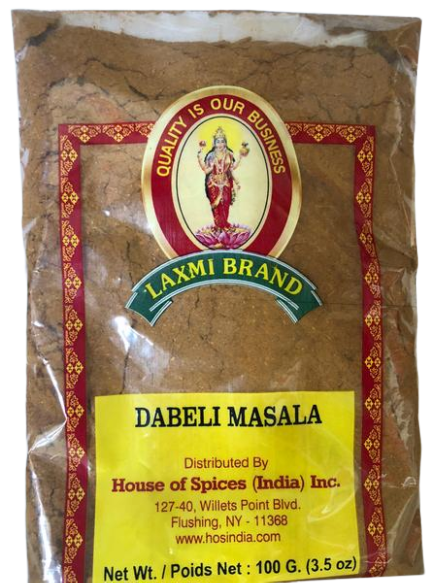 QUALITY IS OUR BUSINESS
LAXMI BRAND
DABELI MASALA
Distributed By
House of Spices (India) Inc.
127-40, Willets Point Blvd.
Flushing, NY - 11368
www.hosindia.com
Net Wt. / Poids Net : 100 G. (3.5 oz)